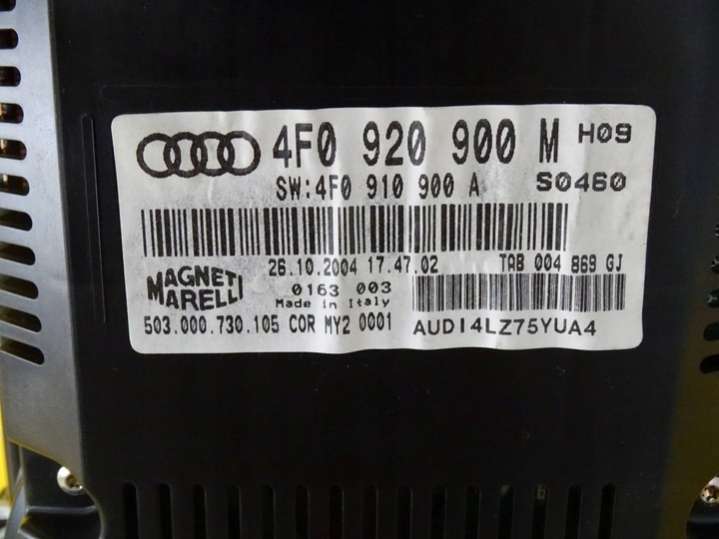 4F0 920 900 M H09
SW:4F0 910 900 A S0460
26.10.2004 17.47.02 TAB 004 869 GJ
MAGNETI MARELLI
0163 003
Made in Italy
503.000.730.105 COR MY2 0001
AUDI4LZ75YUA4